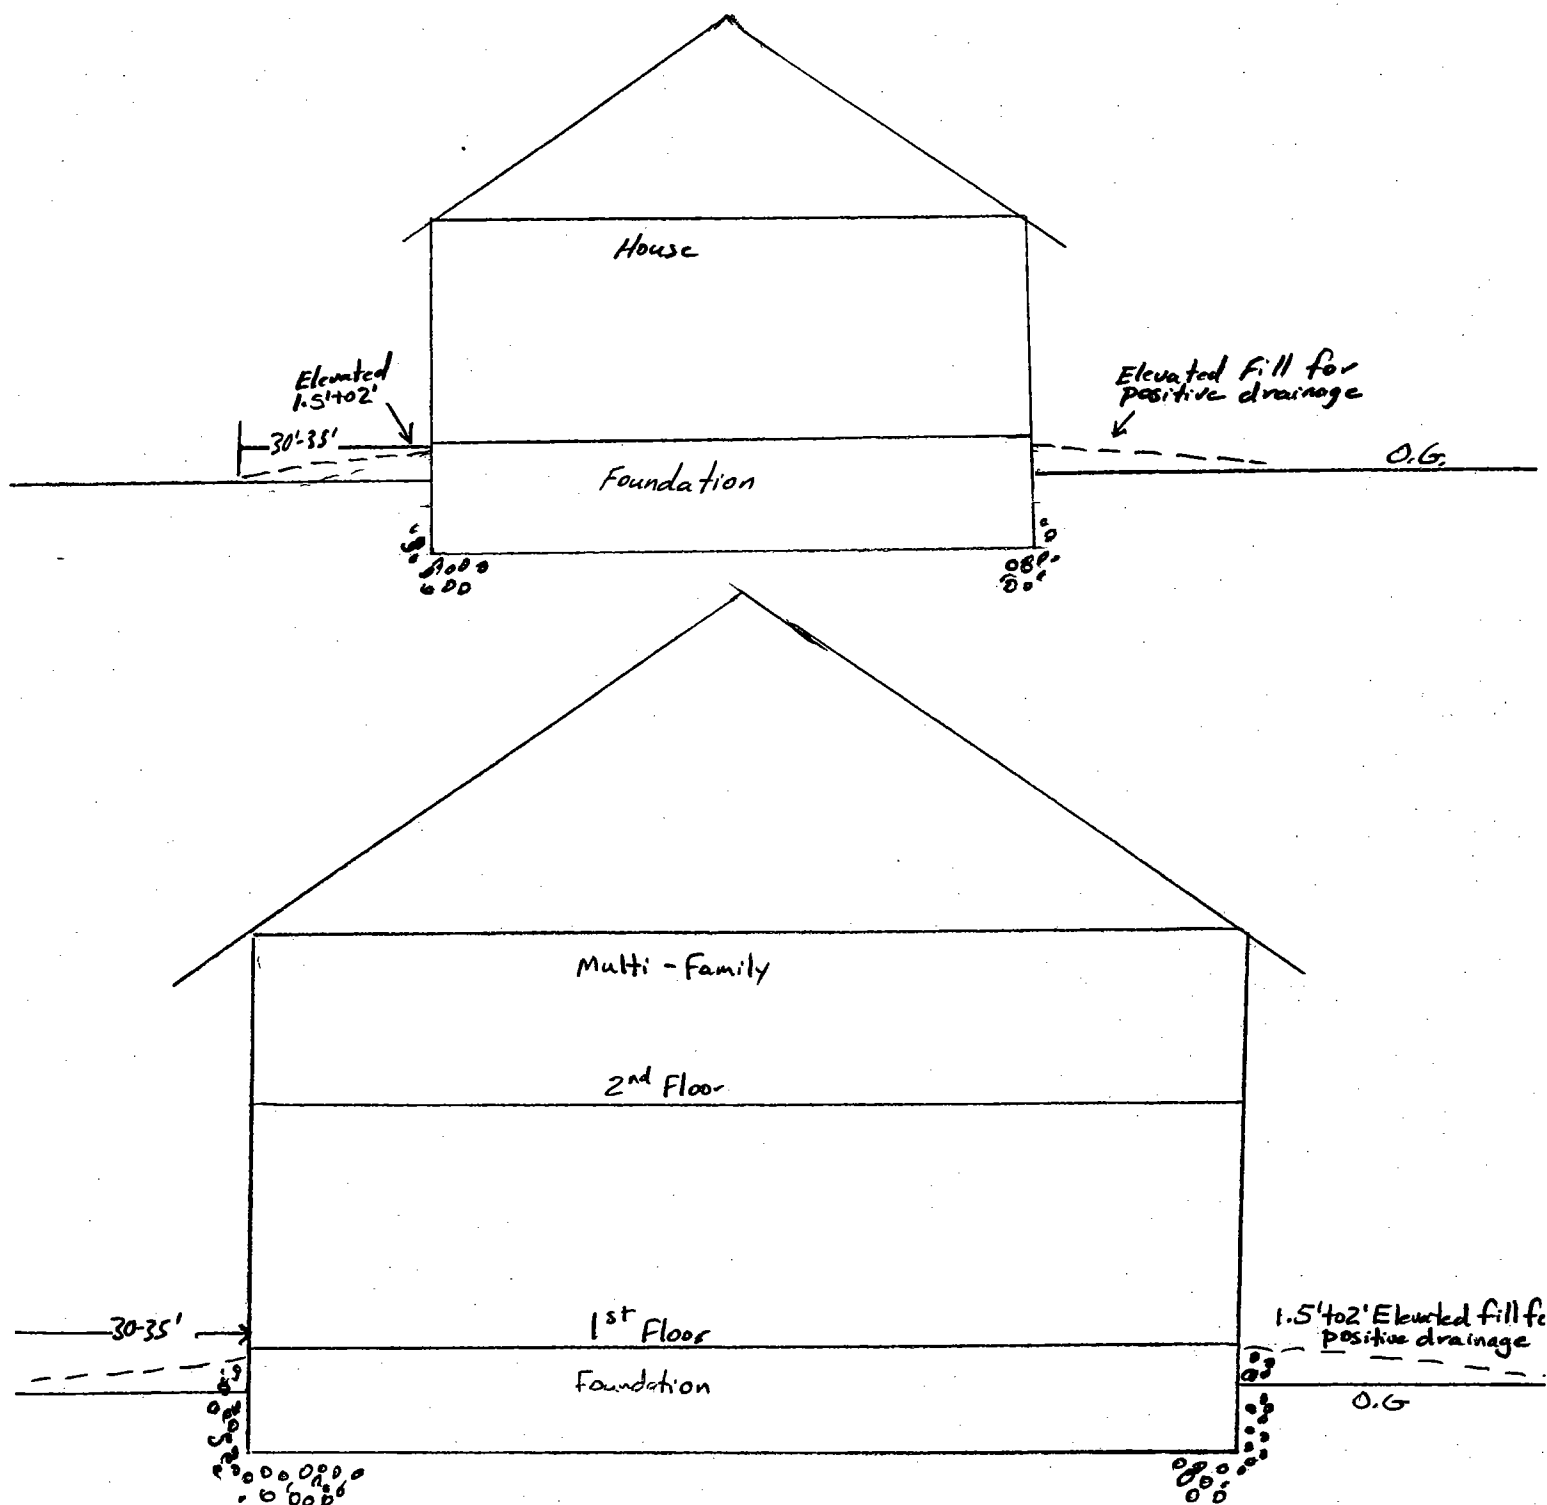 House
Elevated
1.5' to 2'
Elevated Fill for
positive drainage
30'-35'
O.G.
Foundation
Multi-Family
2nd Floor
30-35'
1st Floor
1.5' to 2' Elevated fill fo
positive drainage
Foundation
O.G